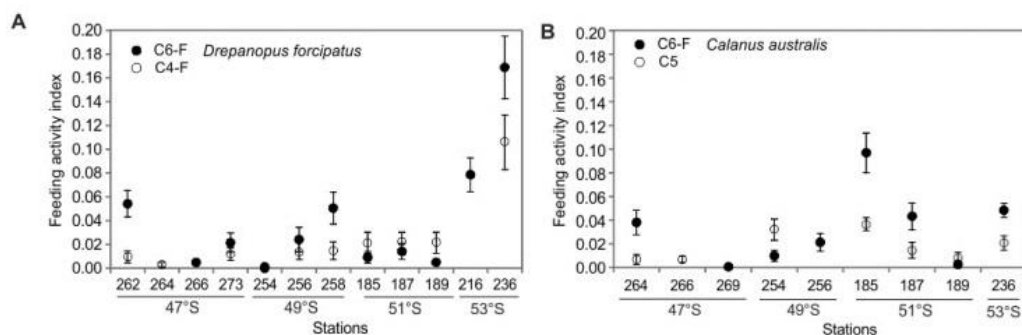 A
B
0.20
0.18
0.16
0.14
0.12
0.10
0.08
0.06
0.04
0.02
0.00
Feeding activity index
C6-F Drepanopus forcipatus
C4-F
262 264 266 273 254 256 258 185 187 189 216 236
47°S 49°S 51°S 53°S
Stations
0.20
0.18
0.16
0.14
0.12
0.10
0.08
0.06
0.04
0.02
0.00
Feeding activity index
C6-F Calanus australis
C5
264 266 269 254 256 185 187 189 236
47°S 49°S 51°S 53°S
Stations